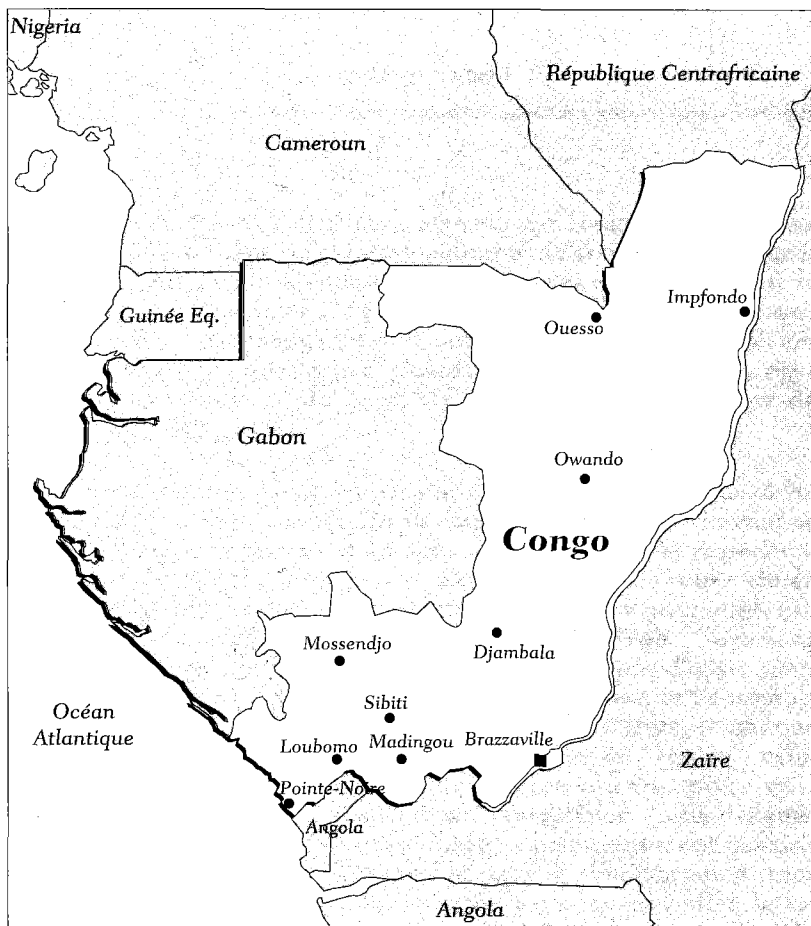 Nigeria
République Centrafricaine
Cameroun
Impfondo
Guinée Eq.
Ouesso
Gabon
Owando
Congo
Mossendjo
Djambala
Sibiti
Océan
Atlantique
Loubomo
Madingou
Brazzaville
Zaïre
Pointe-Noire
Angola
Angola